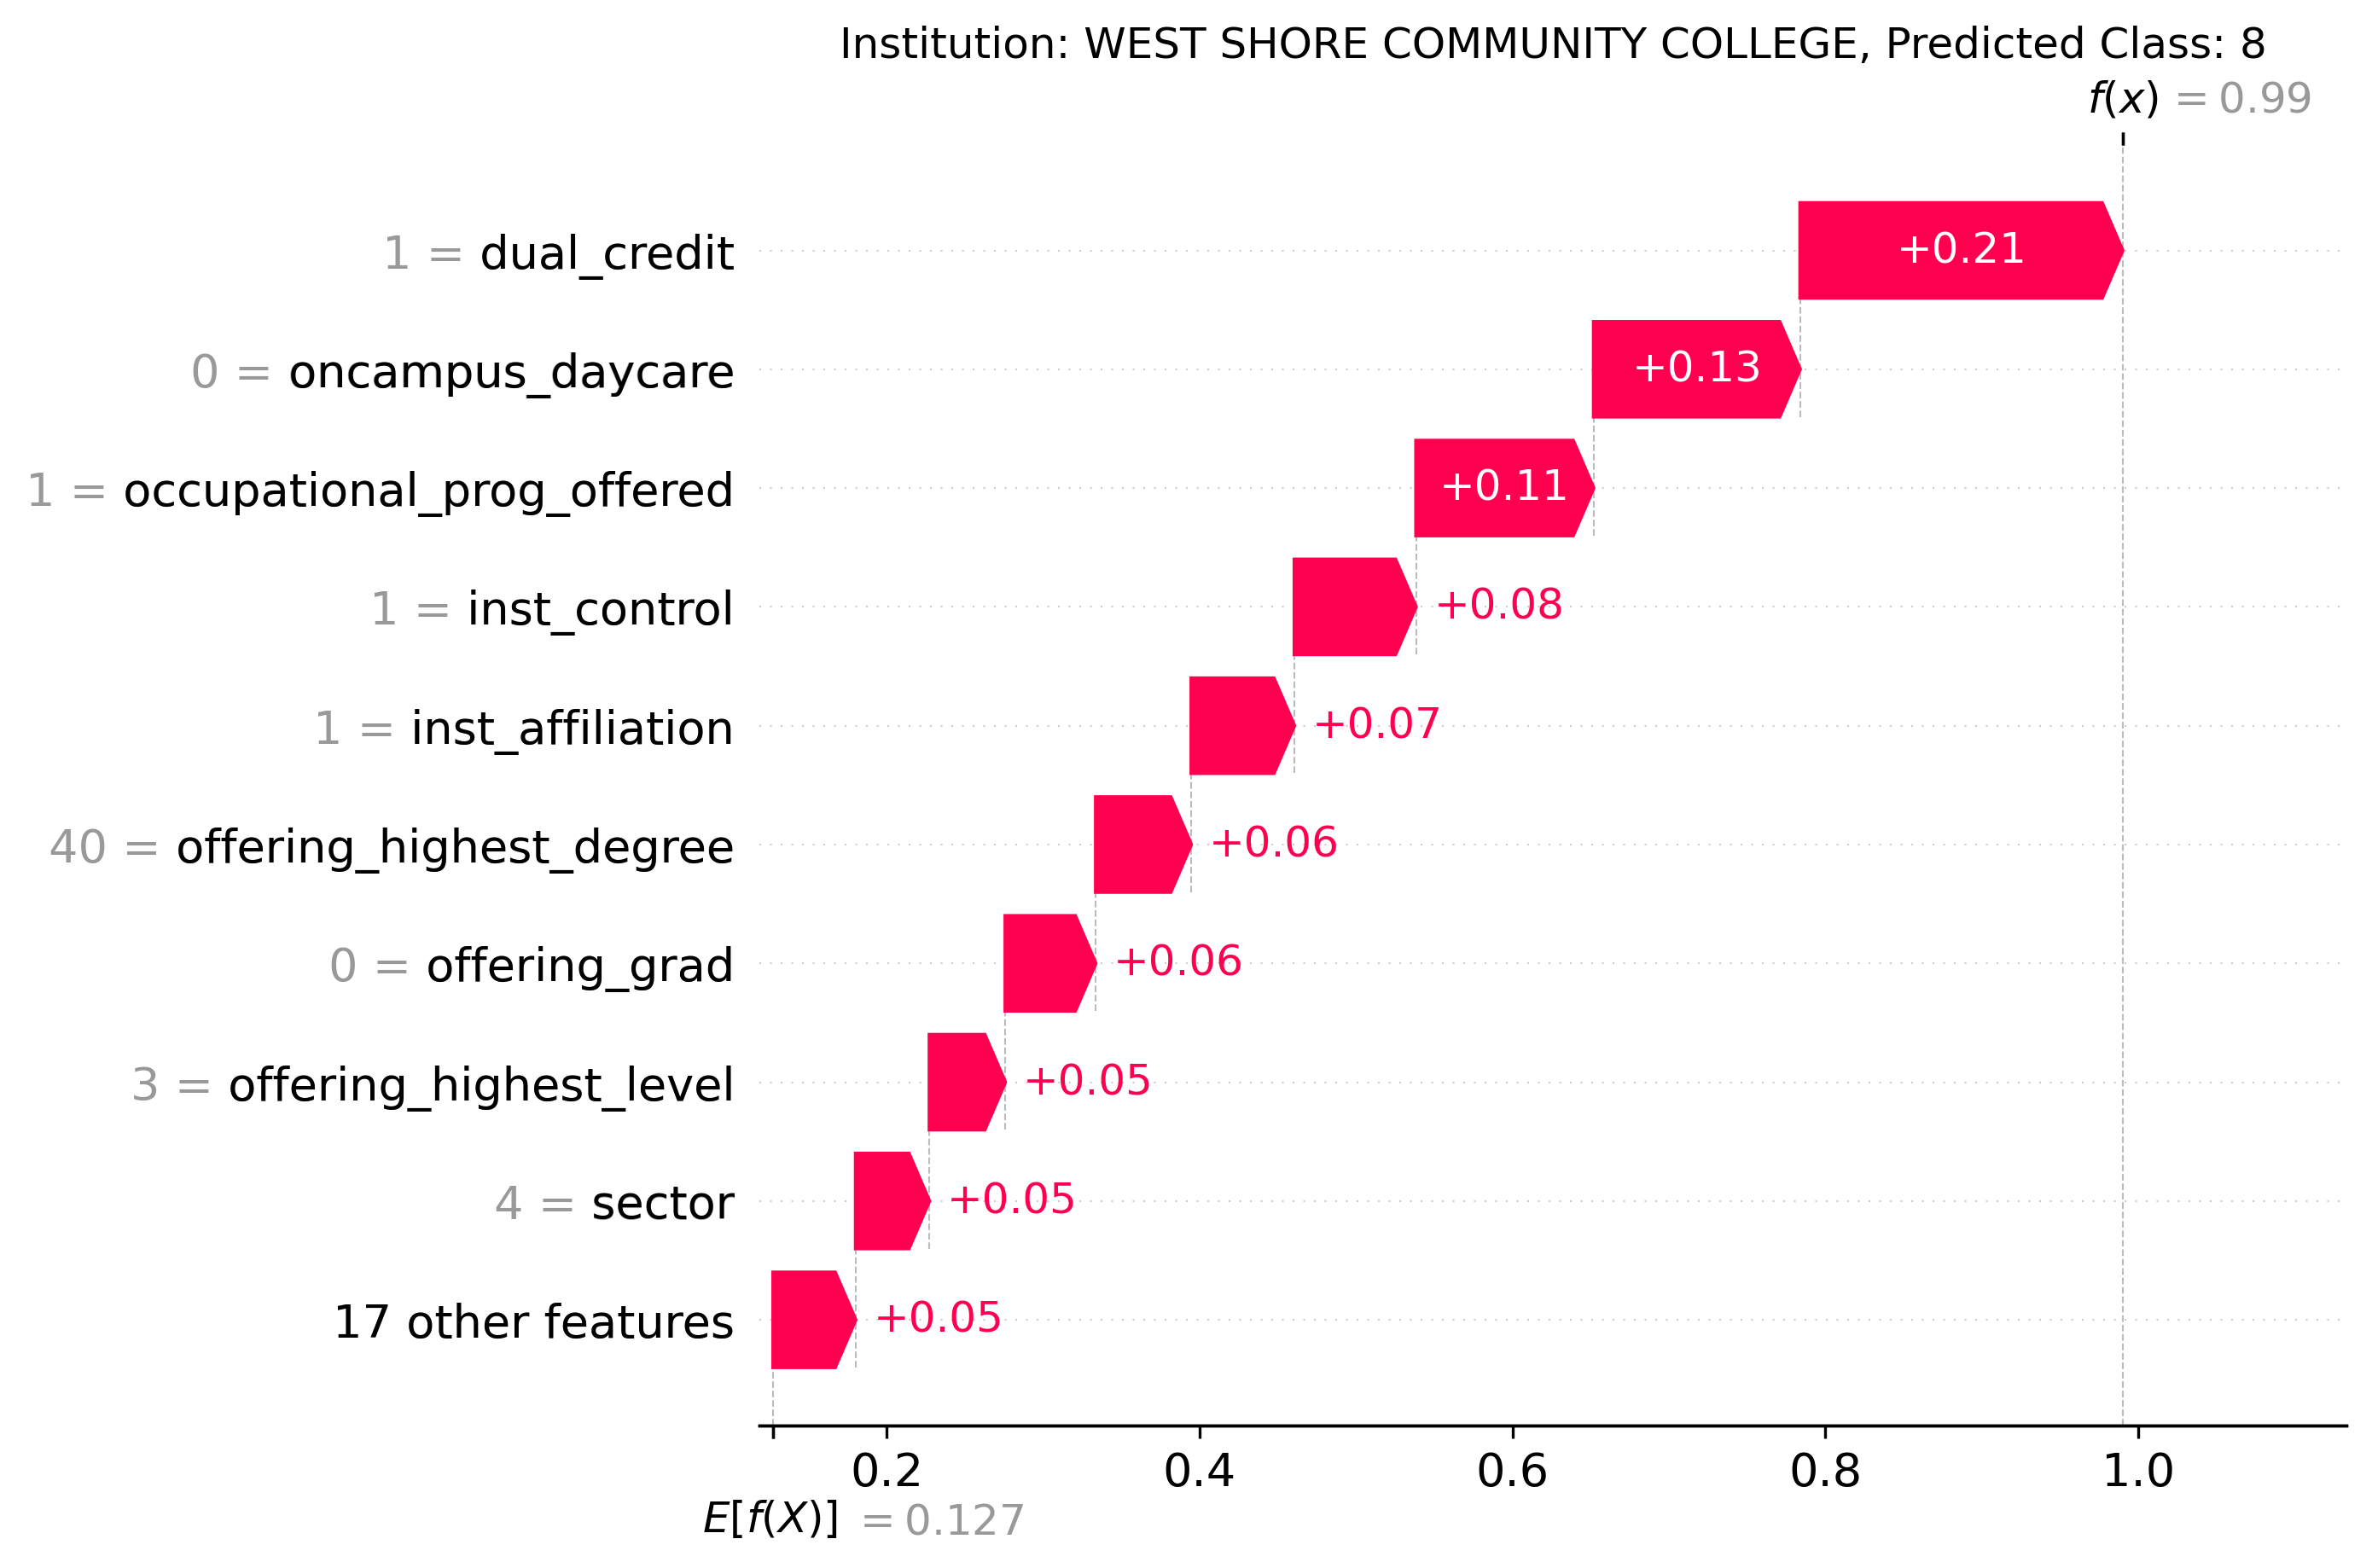 Institution: WEST SHORE COMMUNITY COLLEGE, Predicted Class: 8
f(x) = 0.99
1 = dual_credit +0.21
0 = oncampus_daycare +0.13
1 = occupational_prog_offered +0.11
1 = inst_control +0.08
1 = inst_affiliation +0.07
40 = offering_highest_degree +0.06
0 = offering_grad +0.06
3 = offering_highest_level +0.05
4 = sector +0.05
17 other features +0.05
0.2 0.4 0.6 0.8 1.0
E[f(X)] = 0.127